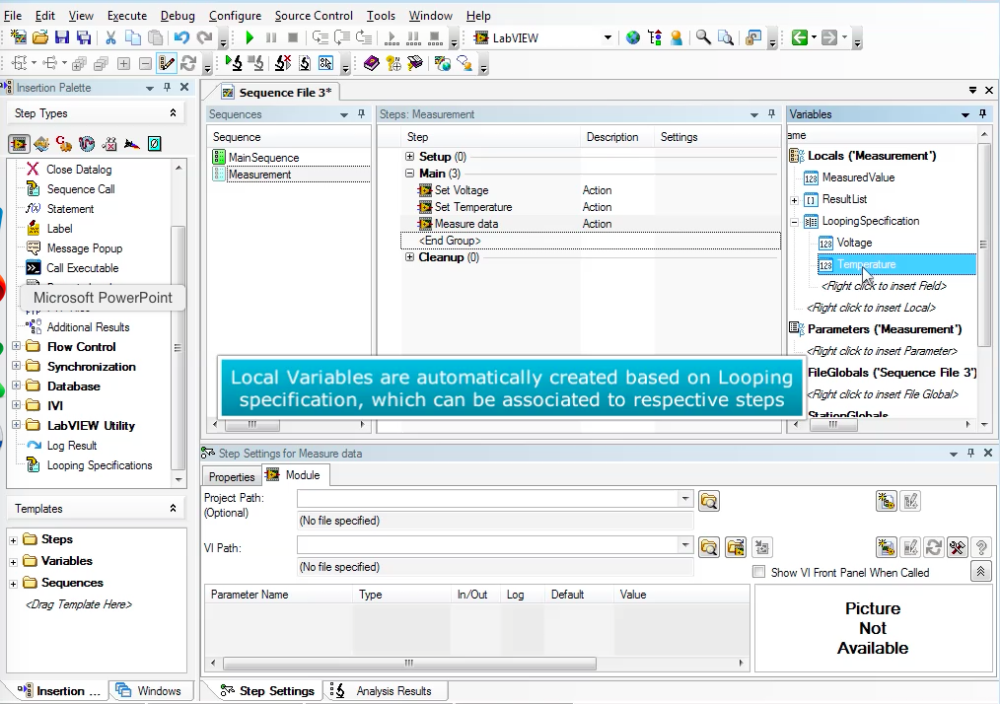 File Edit View Execute Debug Configure Source Control Tools Window Help
LabVIEW
Insertion Palette
Step Types
Close Datalog
Sequence Call
Statement
Label
Message Popup
Call Executable
Microsoft PowerPoint
Additional Results
Flow Control
Synchronization
Database
IVI
LabVIEW Utility
Log Result
Looping Specifications
Templates
Steps
Variables
Sequences
<Drag Template Here>
Insertion ...
Windows
Sequence File 3*
Sequences
Sequence
MainSequence
Measurement
Steps: Measurement
Step Description Settings
Setup (0)
Main (3)
Set Voltage Action
Set Temperature Action
Measure data Action
<End Group>
Cleanup (0)
Variables
ame
Locals ('Measurement')
MeasuredValue
ResultList
LoopingSpecification
Voltage
Temperature
<Right click to insert Field>
<Right click to insert Local>
Parameters ('Measurement')
<Right click to insert Parameter>
FileGlobals ('Sequence File 3')
<Right click to insert File Global>
StationGlobals
Local Variables are automatically created based on Looping
specification, which can be associated to respective steps
Step Settings for Measure data
Properties
Module
Project Path:
(Optional)
(No file specified)
VI Path:
(No file specified)
Show VI Front Panel When Called
Parameter Name Type In/Out Log Default Value
Picture
Not
Available
Step Settings
Analysis Results